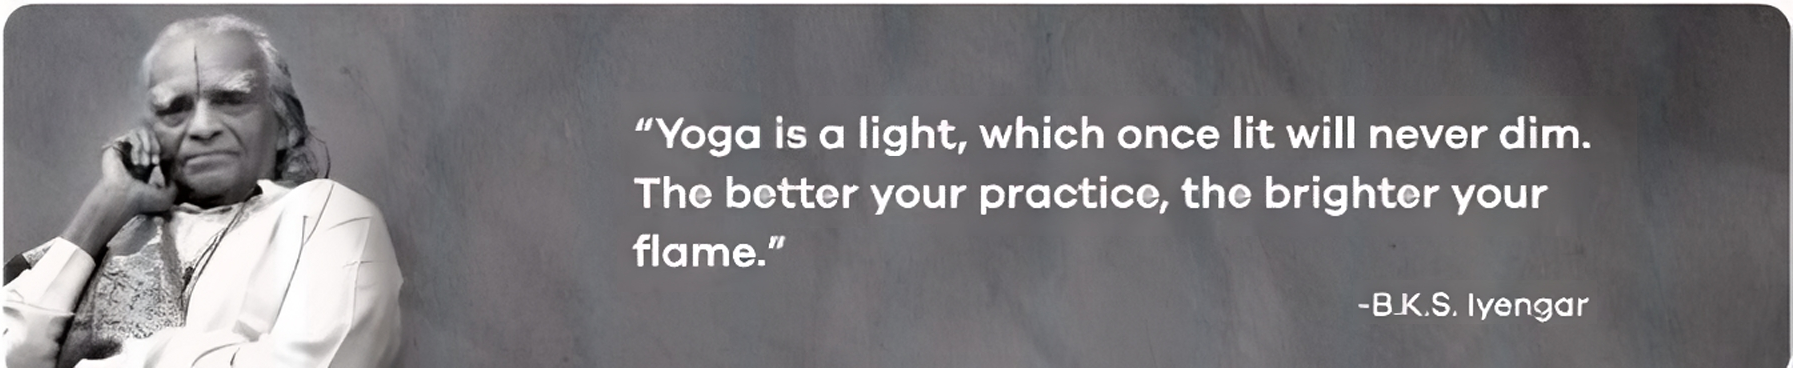 “Yoga is a light, which once lit will never dim.
The better your practice, the brighter your
flame.”
-B.K.S. Iyengar